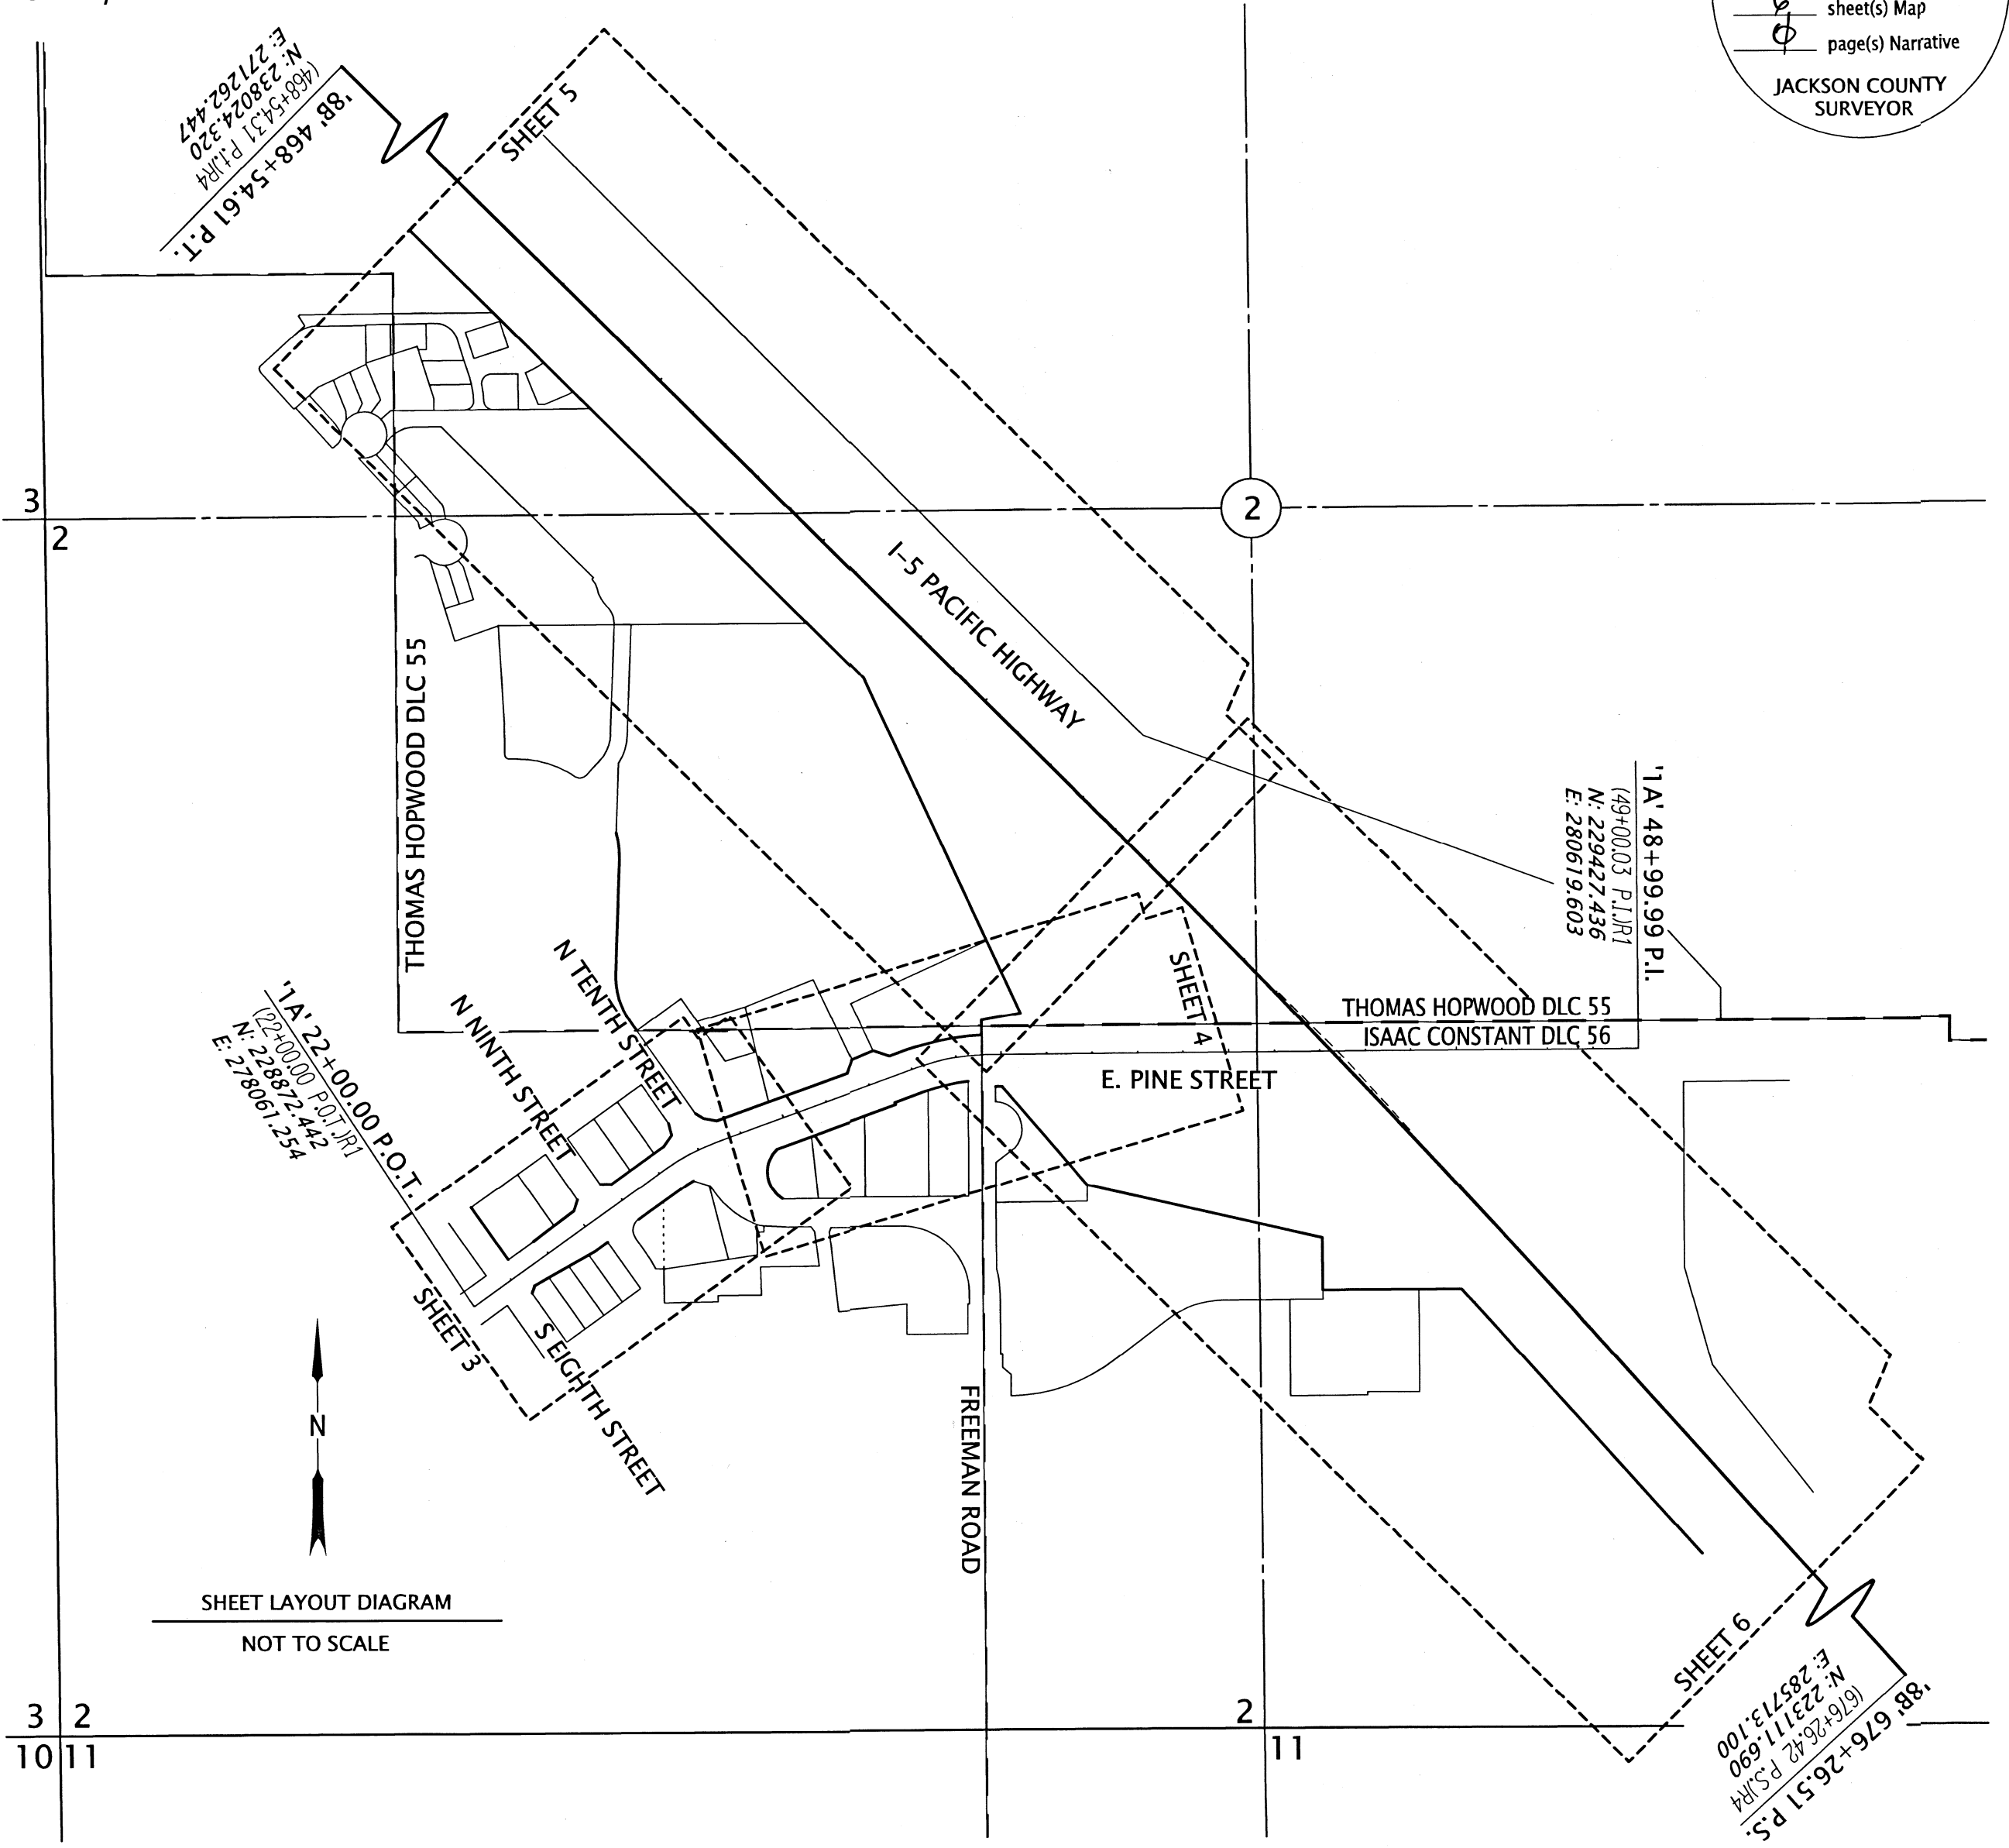 sheet(s) Map
page(s) Narrative
JACKSON COUNTY
SURVEYOR
'8B' 468+54.61 P.T.
(468+54.31 P.t.)R4
N: 238024.320
E: 271262.447
SHEET 5
3
2
2
I-5 PACIFIC HIGHWAY
THOMAS HOPWOOD DLC 55
'1A' 48+99.99 P.I.
(49+00.03 P.I.)R1
N: 229427.436
E: 280619.603
N TENTH STREET
N NINTH STREET
SHEET 4
THOMAS HOPWOOD DLC 55
ISAAC CONSTANT DLC 56
E. PINE STREET
'1A' 22+00.00 P.O.T.
(22+00.00 P.O.T.)R1
N: 228872.442
E: 278061.254
SHEET 3
S EIGHTH STREET
FREEMAN ROAD
N
SHEET LAYOUT DIAGRAM
NOT TO SCALE
SHEET 6
'8B' 676+26.51 P.S.
(676+26.42 P.S.)R4
N: 223111.690
E: 285713.100
3 2
10 11
2
11